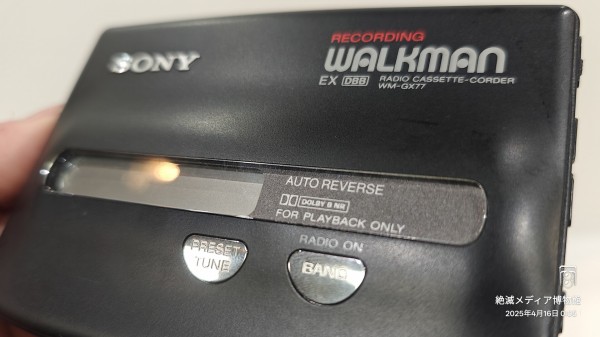 SONY
RECORDING
WALKMAN
EX DBB RADIO CASSETTE-CORDER
WM-GX77
AUTO REVERSE
DOLBY B NR
FOR PLAYBACK ONLY
PRESET
TUNE
RADIO ON
BAND
絶滅メディア博物館
2025年4月16日